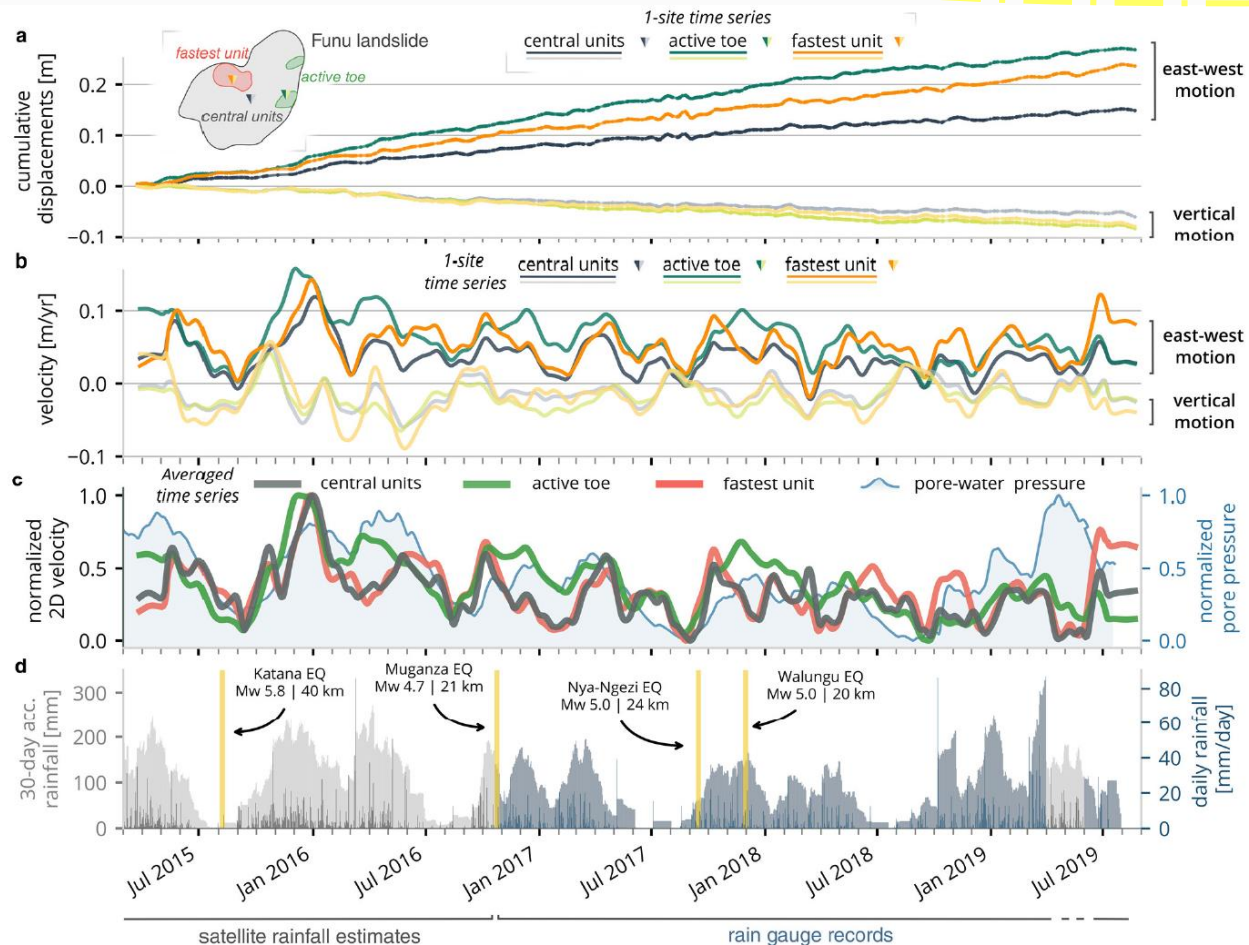 a
1-site time series
central units
active toe
fastest unit
Funu landslide
fastest unit
active toe
central units
cumulative
displacements [m]
0.2
0.1
0.0
−0.1
east-west
motion
vertical
motion
b
1-site
time series
central units
active toe
fastest unit
velocity [m/yr]
0.1
0.0
−0.1
east-west
motion
vertical
motion
c
Averaged
time series
central units
active toe
fastest unit
pore-water pressure
normalized
2D velocity
1.0
0.5
0.0
1.0
0.5
0.0
normalized
pore pressure
d
Katana EQ
Mw 5.8 | 40 km
Muganza EQ
Mw 4.7 | 21 km
Nya-Ngezi EQ
Mw 5.0 | 24 km
Walungu EQ
Mw 5.0 | 20 km
30-day acc.
rainfall [mm]
300
200
100
0
80
60
40
20
0
daily rainfall
[mm/day]
Jul 2015
Jan 2016
Jul 2016
Jan 2017
Jul 2017
Jan 2018
Jul 2018
Jan 2019
Jul 2019
satellite rainfall estimates
rain gauge records